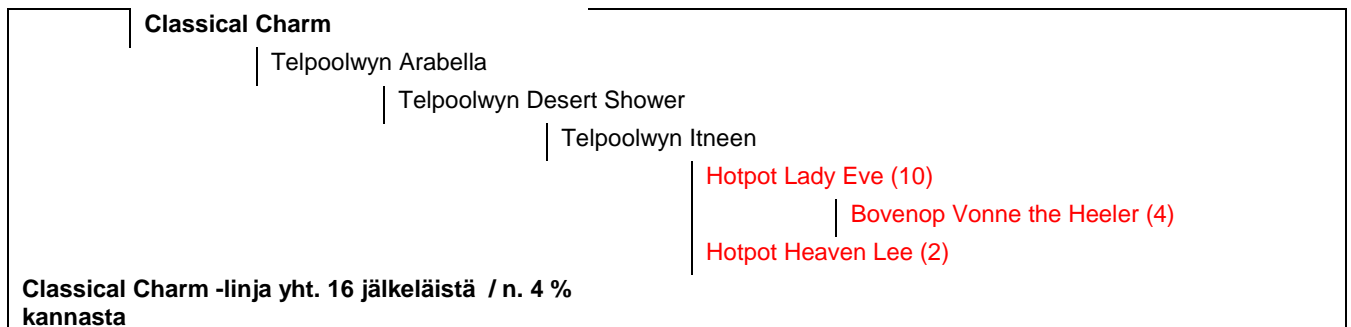 Classical Charm
Telpoolwyn Arabella
Telpoolwyn Desert Shower
Telpoolwyn Itneen
Hotpot Lady Eve (10)
Bovenop Vonne the Heeler (4)
Hotpot Heaven Lee (2)
Classical Charm -linja yht. 16 jälkeläistä / n. 4 %
kannasta